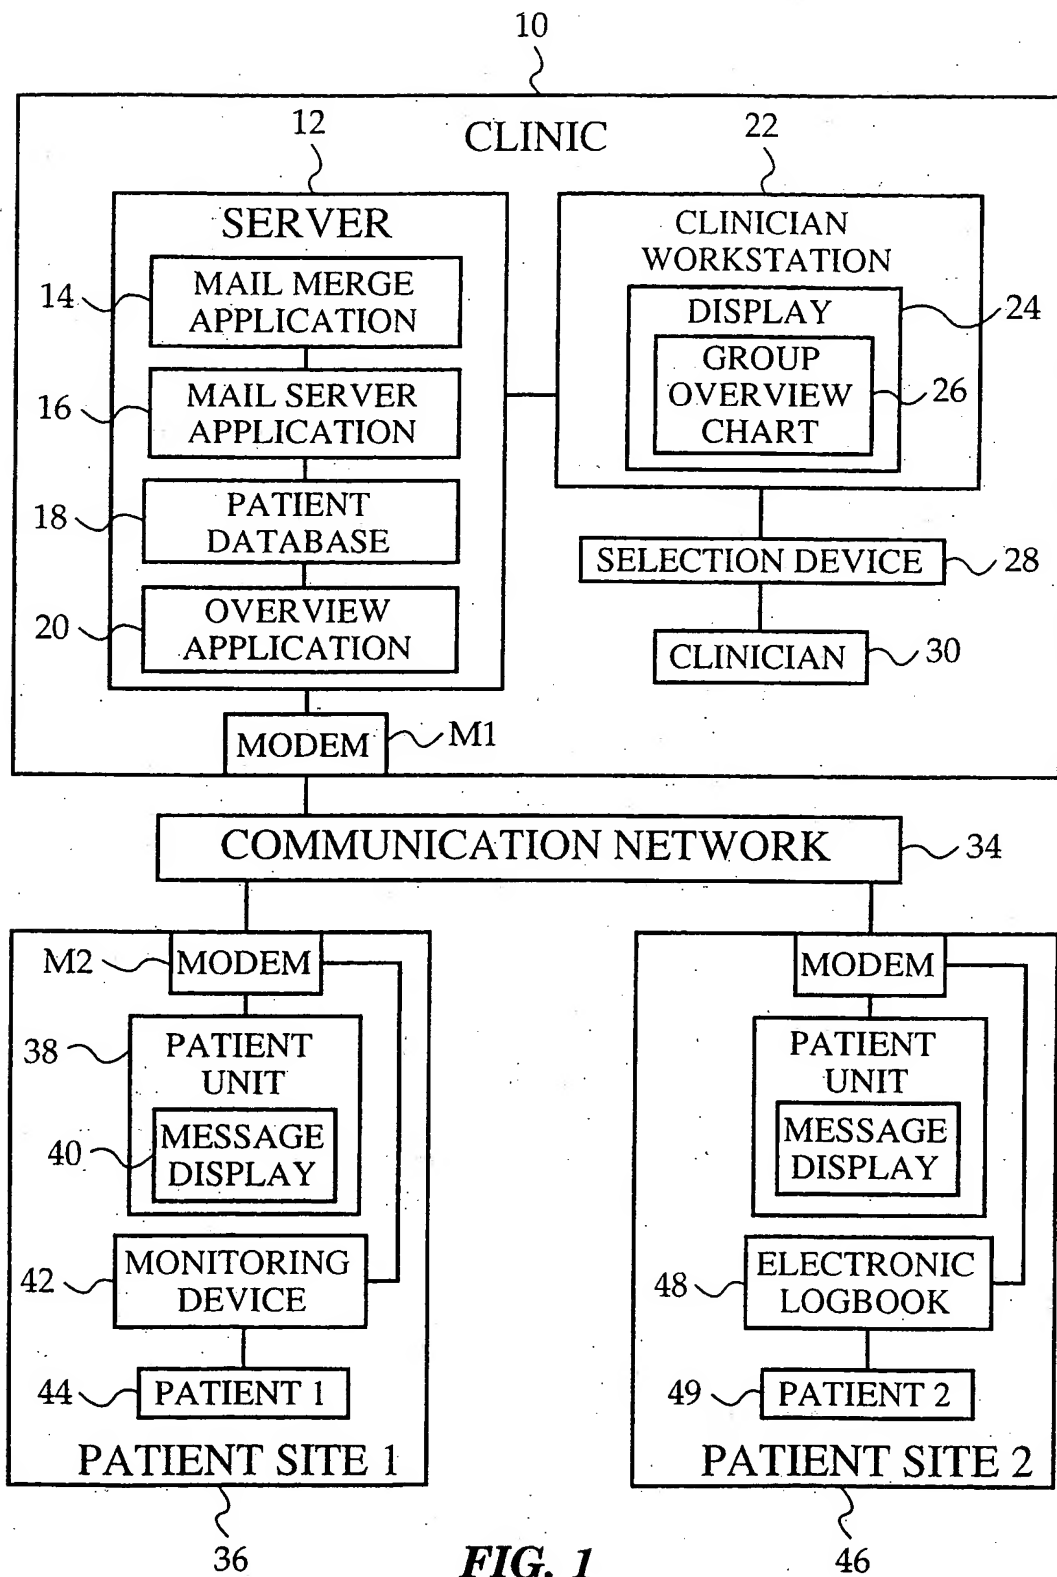 10
12
CLINIC
22
SERVER
CLINICIAN
WORKSTATION
14
MAIL MERGE
APPLICATION
DISPLAY
24
GROUP
OVERVIEW
CHART
26
16
MAIL SERVER
APPLICATION
18
PATIENT
DATABASE
SELECTION DEVICE
28
20
OVERVIEW
APPLICATION
CLINICIAN
30
MODEM
M1
COMMUNICATION NETWORK
34
M2
MODEM
MODEM
38
PATIENT
UNIT
PATIENT
UNIT
40
MESSAGE
DISPLAY
MESSAGE
DISPLAY
42
MONITORING
DEVICE
48
ELECTRONIC
LOGBOOK
44
PATIENT 1
49
PATIENT 2
PATIENT SITE 1
PATIENT SITE 2
36
FIG. 1
46